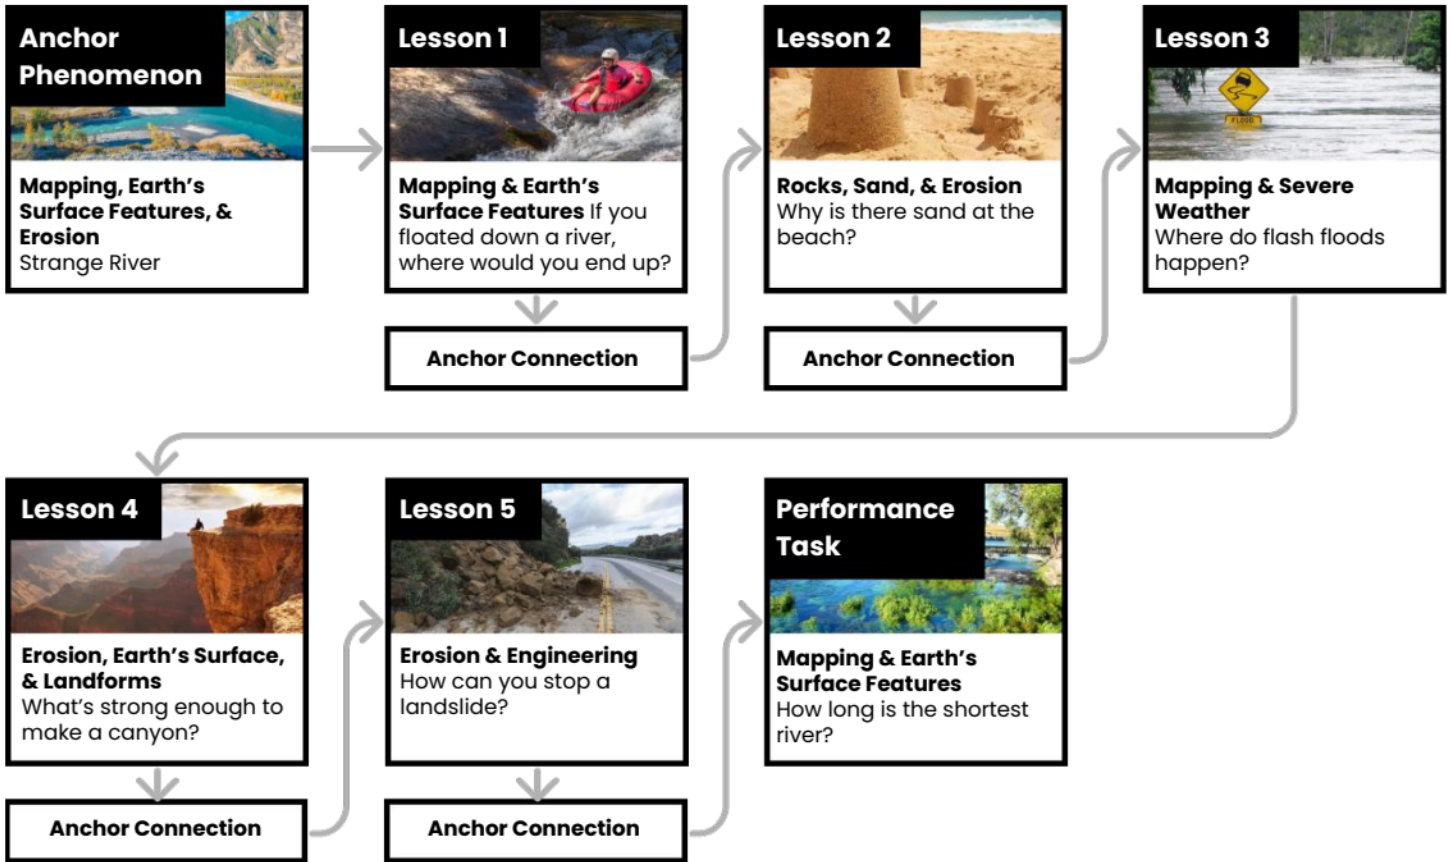 Anchor
Phenomenon
Mapping, Earth's
Surface Features, &
Erosion
Strange River
Lesson 1
Mapping & Earth's
Surface Features If you
floated down a river,
where would you end up?
Anchor Connection
Lesson 2
Rocks, Sand, & Erosion
Why is there sand at the
beach?
Anchor Connection
Lesson 3
FLOOD
Mapping & Severe
Weather
Where do flash floods
happen?
Lesson 4
Erosion, Earth's Surface,
& Landforms
What's strong enough to
make a canyon?
Anchor Connection
Lesson 5
Erosion & Engineering
How can you stop a
landslide?
Anchor Connection
Performance
Task
Mapping & Earth's
Surface Features
How long is the shortest
river?